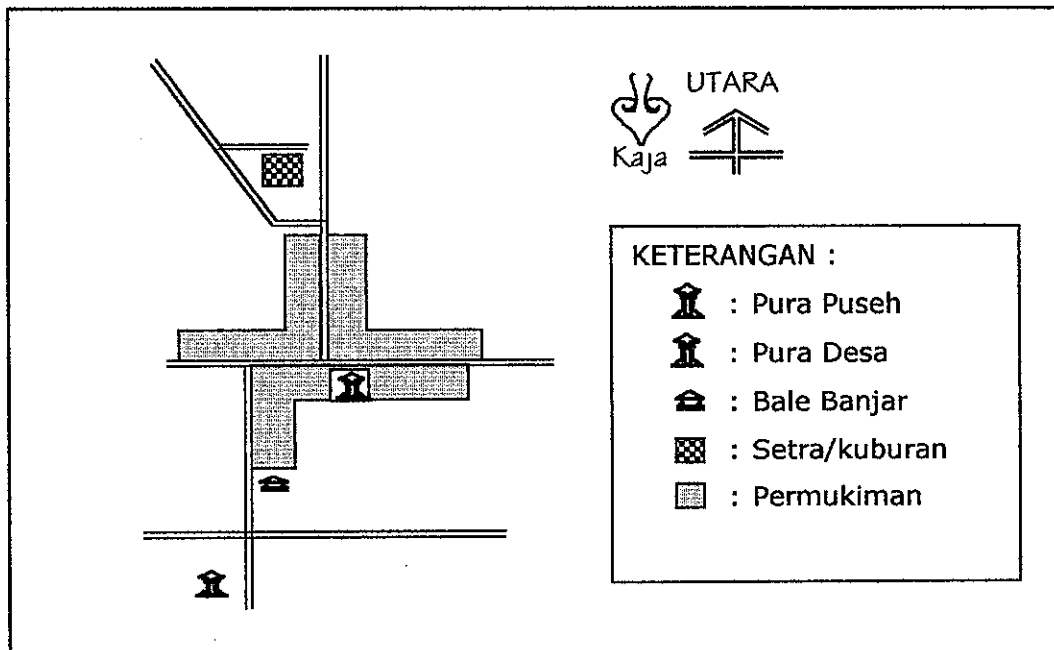 UTARA
Kaja
KETERANGAN :
: Pura Puseh
: Pura Desa
: Bale Banjar
: Setra/kuburan
: Permukiman